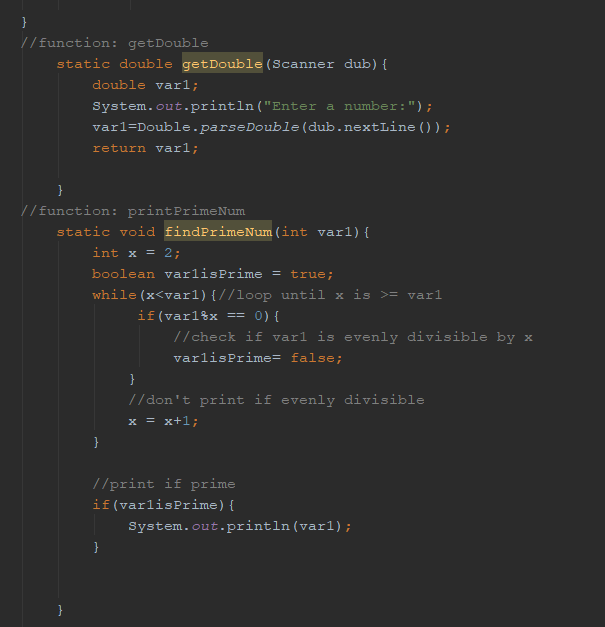 }
//function: getDouble
static double getDouble(Scanner dub){
double var1;
System.out.println("Enter a number:");
var1=Double.parseDouble(dub.nextLine());
return var1;
}
//function: printPrimeNum
static void findPrimeNum(int var1){
int x = 2;
boolean var1isPrime = true;
while(x<var1){//loop until x is >= var1
if(var1%x == 0){
//check if var1 is evenly divisible by x
var1isPrime= false;
}
//don't print if evenly divisible
x = x+1;
}
//print if prime
if(var1isPrime){
System.out.println(var1);
}
}